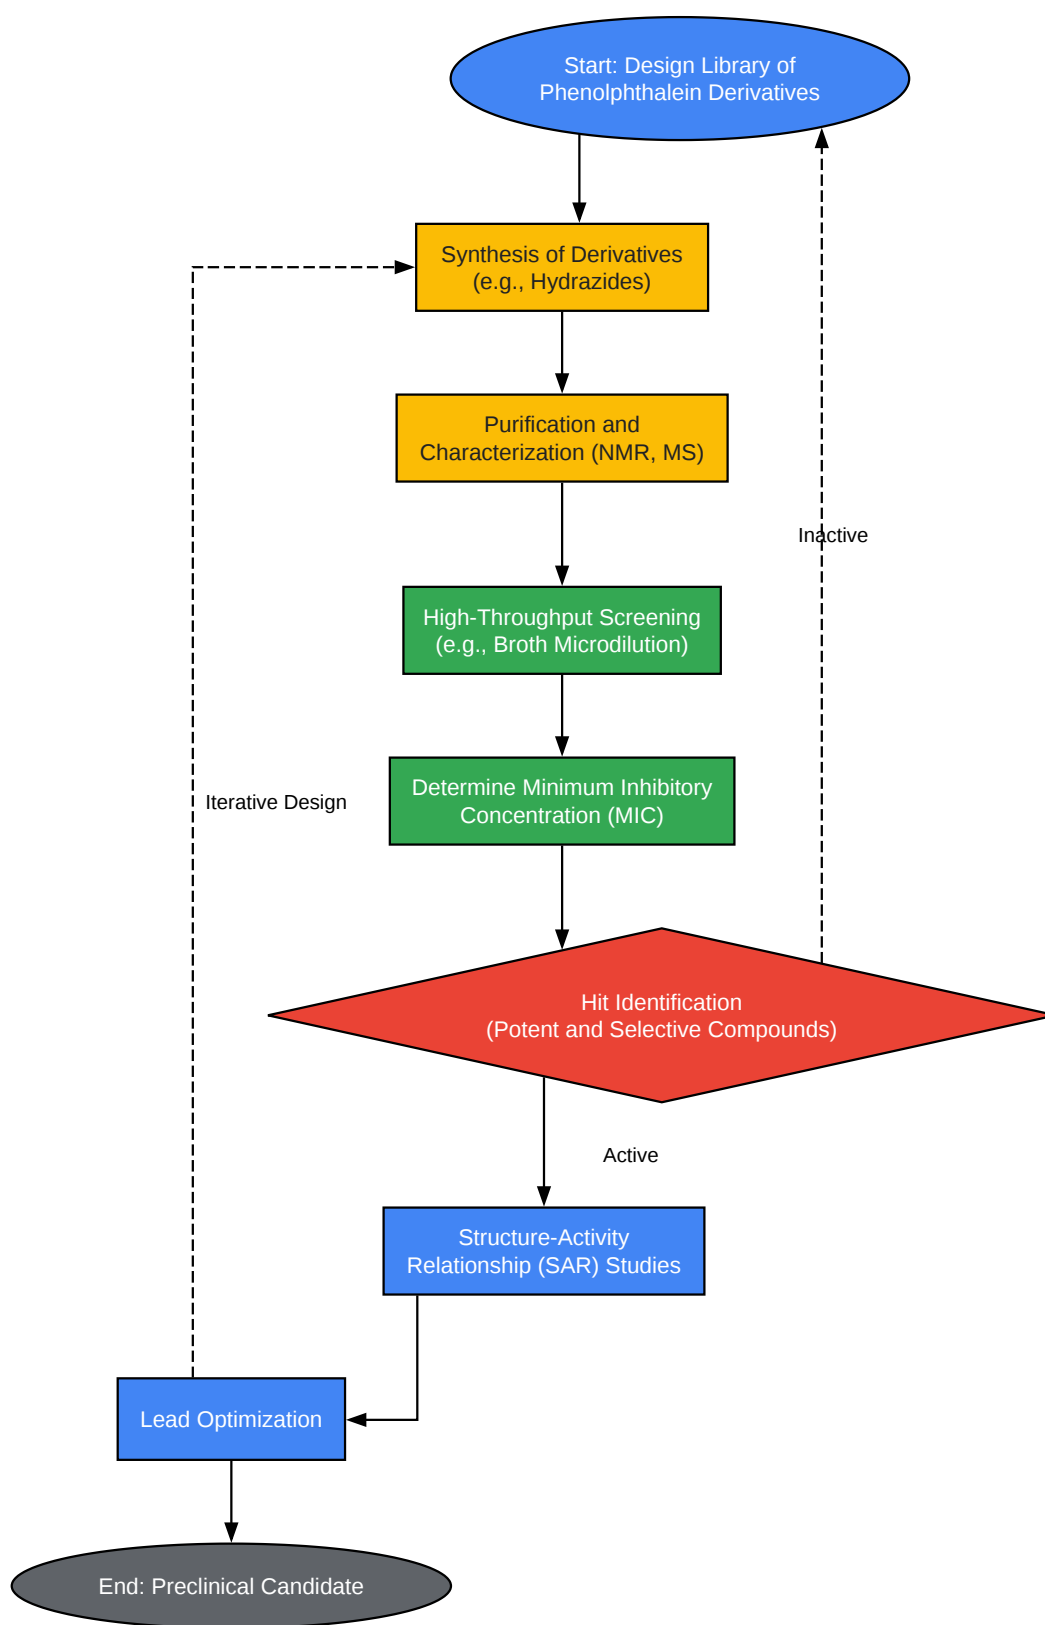 Start: Design Library of
Phenolphthalein Derivatives
Synthesis of Derivatives
(e.g., Hydrazides)
Purification and
Characterization (NMR, MS)
Inactive
High-Throughput Screening
(e.g., Broth Microdilution)
Determine Minimum Inhibitory
Concentration (MIC)
Iterative Design
Hit Identification
(Potent and Selective Compounds)
Active
Structure-Activity
Relationship (SAR) Studies
Lead Optimization
End: Preclinical Candidate